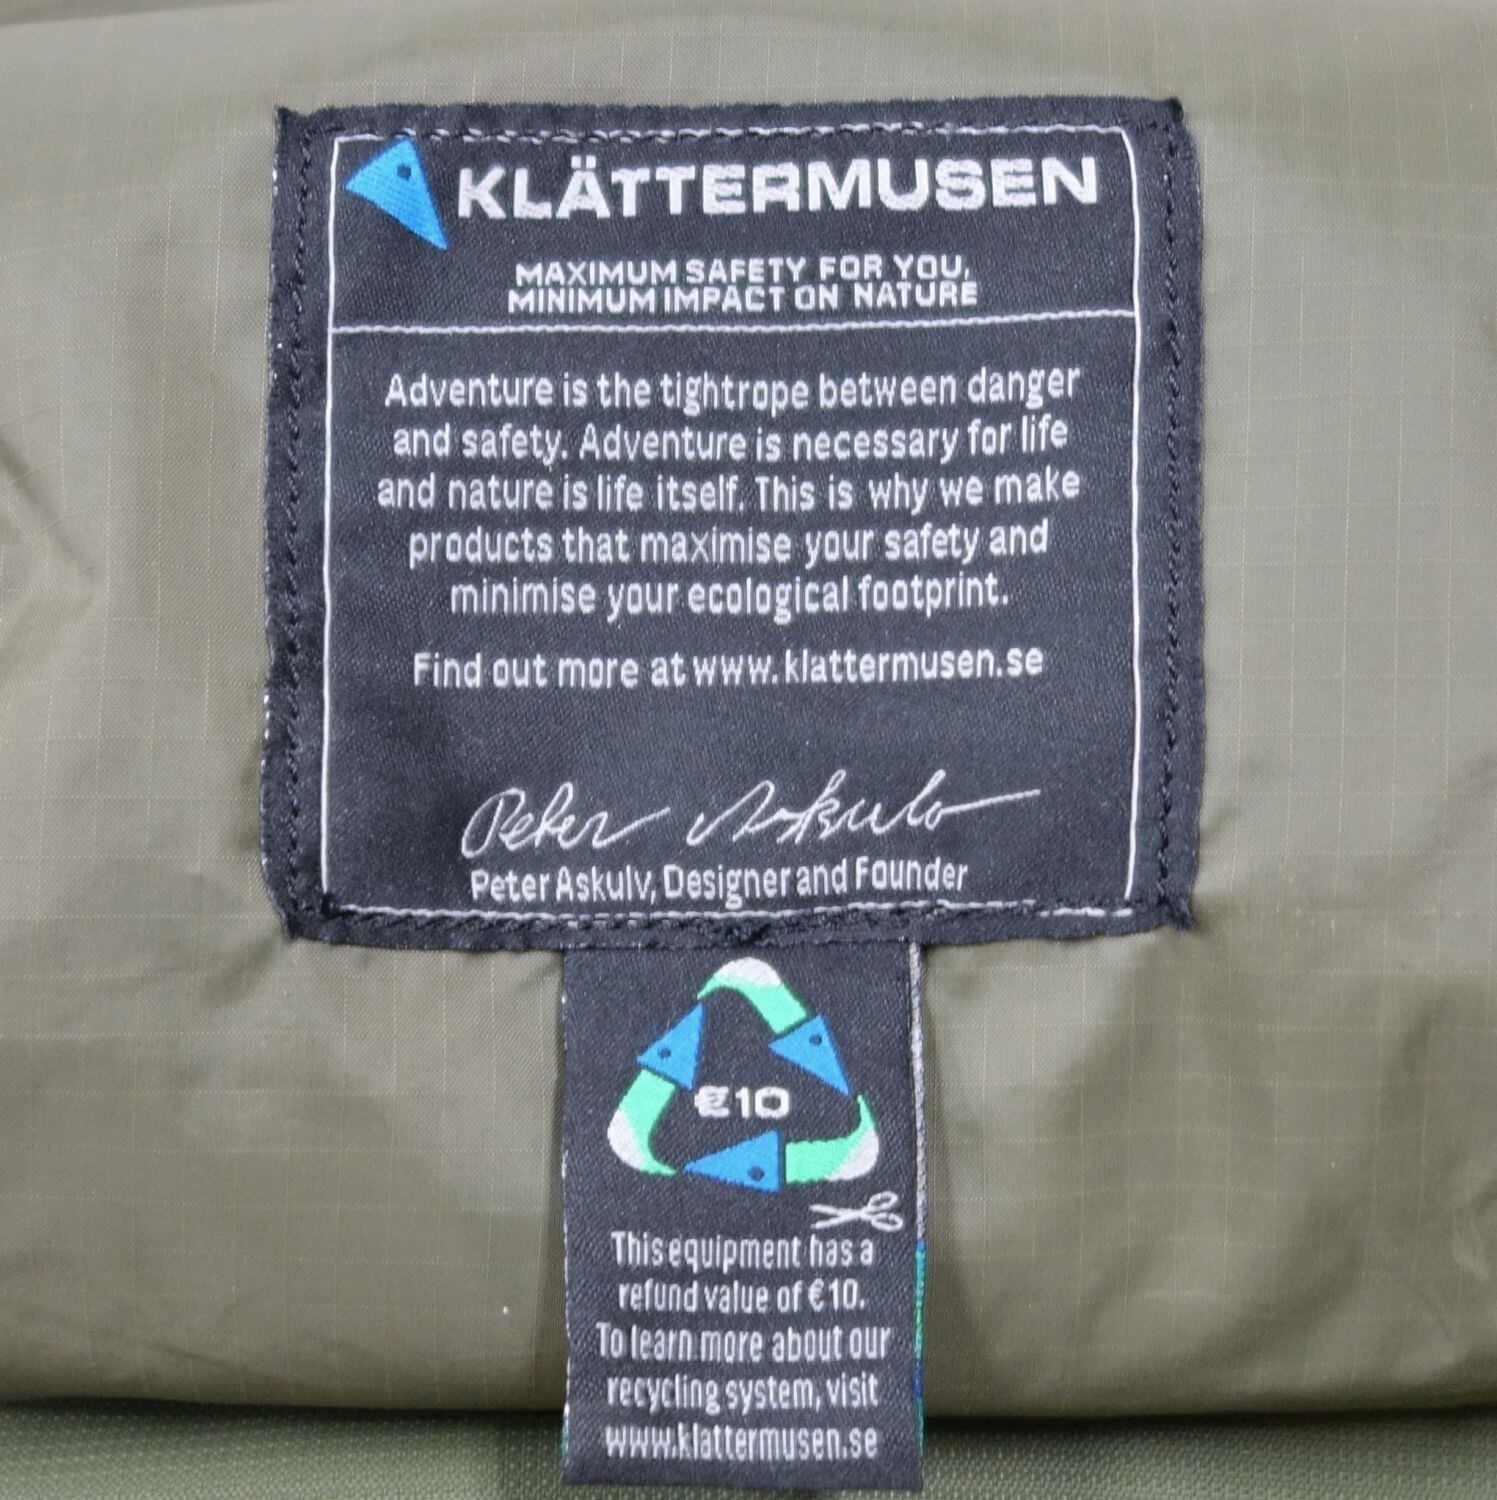 KLÄTTERMUSEN
MAXIMUM SAFETY FOR YOU,
MINIMUM IMPACT ON NATURE
Adventure is the tightrope between danger
and safety. Adventure is necessary for life
and nature is life itself. This is why we make
products that maximise your safety and
minimise your ecological footprint.
Find out more at www.klattermusen.se
Peter Askulv
Peter Askulv, Designer and Founder
€10
This equipment has a
refund value of €10.
To learn more about our
recycling system, visit
www.klattermusen.se